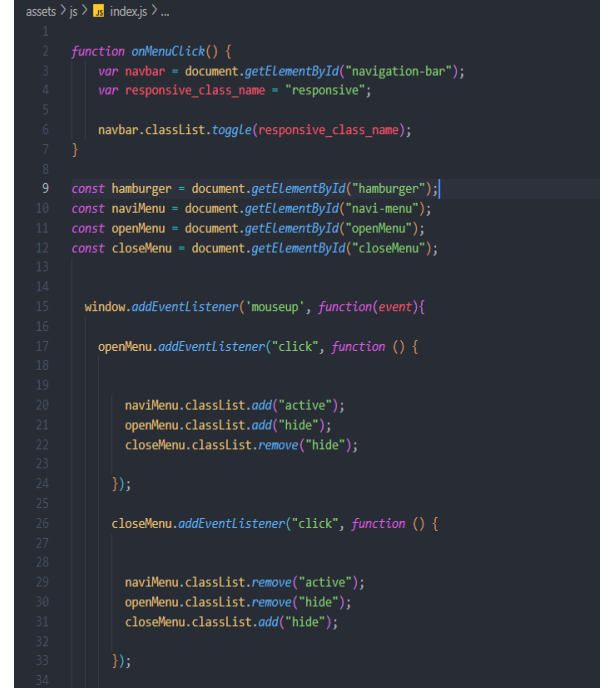 assets > js > JS index.js > ...
1
2 function onMenuClick() {
3 var navbar = document.getElementById("navigation-bar");
4 var responsive_class_name = "responsive";
5
6 navbar.classList.toggle(responsive_class_name);
7 }
8
9 const hamburger = document.getElementById("hamburger");
10 const naviMenu = document.getElementById("navi-menu");
11 const openMenu = document.getElementById("openMenu");
12 const closeMenu = document.getElementById("closeMenu");
13
14
15 window.addEventListener('mouseup', function(event){
16
17 openMenu.addEventListener("click", function () {
18
19
20 naviMenu.classList.add("active");
21 openMenu.classList.add("hide");
22 closeMenu.classList.remove("hide");
23
24 });
25
26 closeMenu.addEventListener("click", function () {
27
28
29 naviMenu.classList.remove("active");
30 openMenu.classList.remove("hide");
31 closeMenu.classList.add("hide");
32
33 });
34